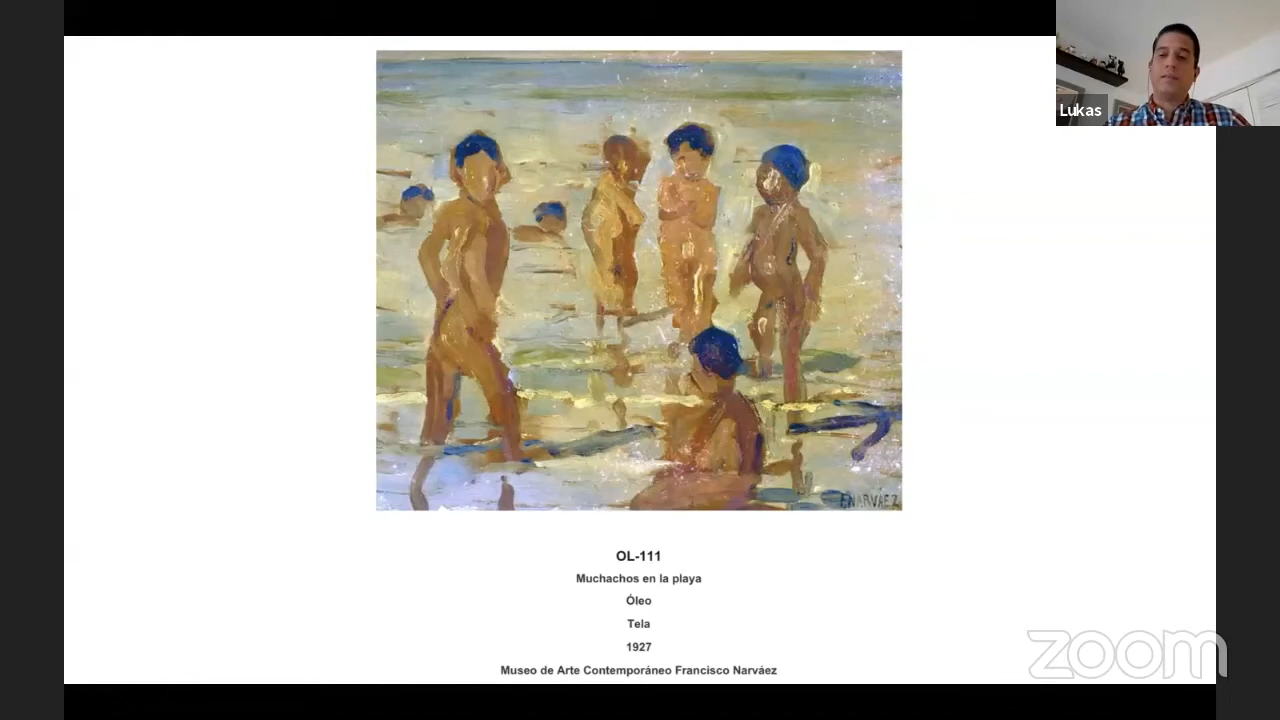 Lukas
F.NARVÁEZ
OL-111
Muchachos en la playa
Óleo
Tela
1927
Museo de Arte Contemporáneo Francisco Narváez
zoom